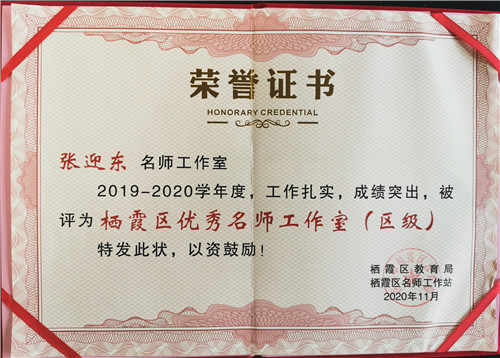 荣誉证书
HONORARY CREDENTIAL
张迎东 名师工作室
2019-2020学年度，工作扎实，成绩突出，被
评为栖霞区优秀名师工作室（区级）
特发此状，以资鼓励！
栖霞区教育局
栖霞区名师工作站
2020年11月